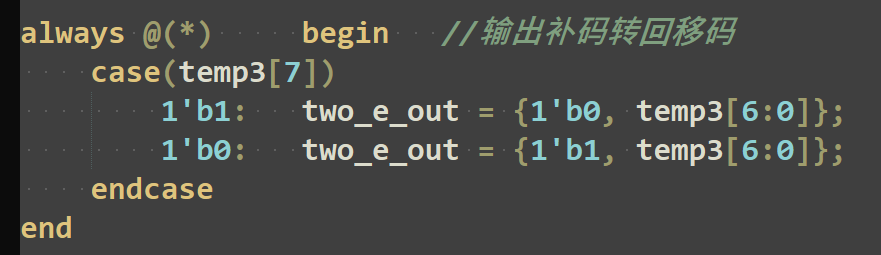 always @(*)     begin   //输出补码转回移码
    case(temp3[7])
        1'b1:   two_e_out = {1'b0, temp3[6:0]};
        1'b0:   two_e_out = {1'b1, temp3[6:0]};
    endcase
end